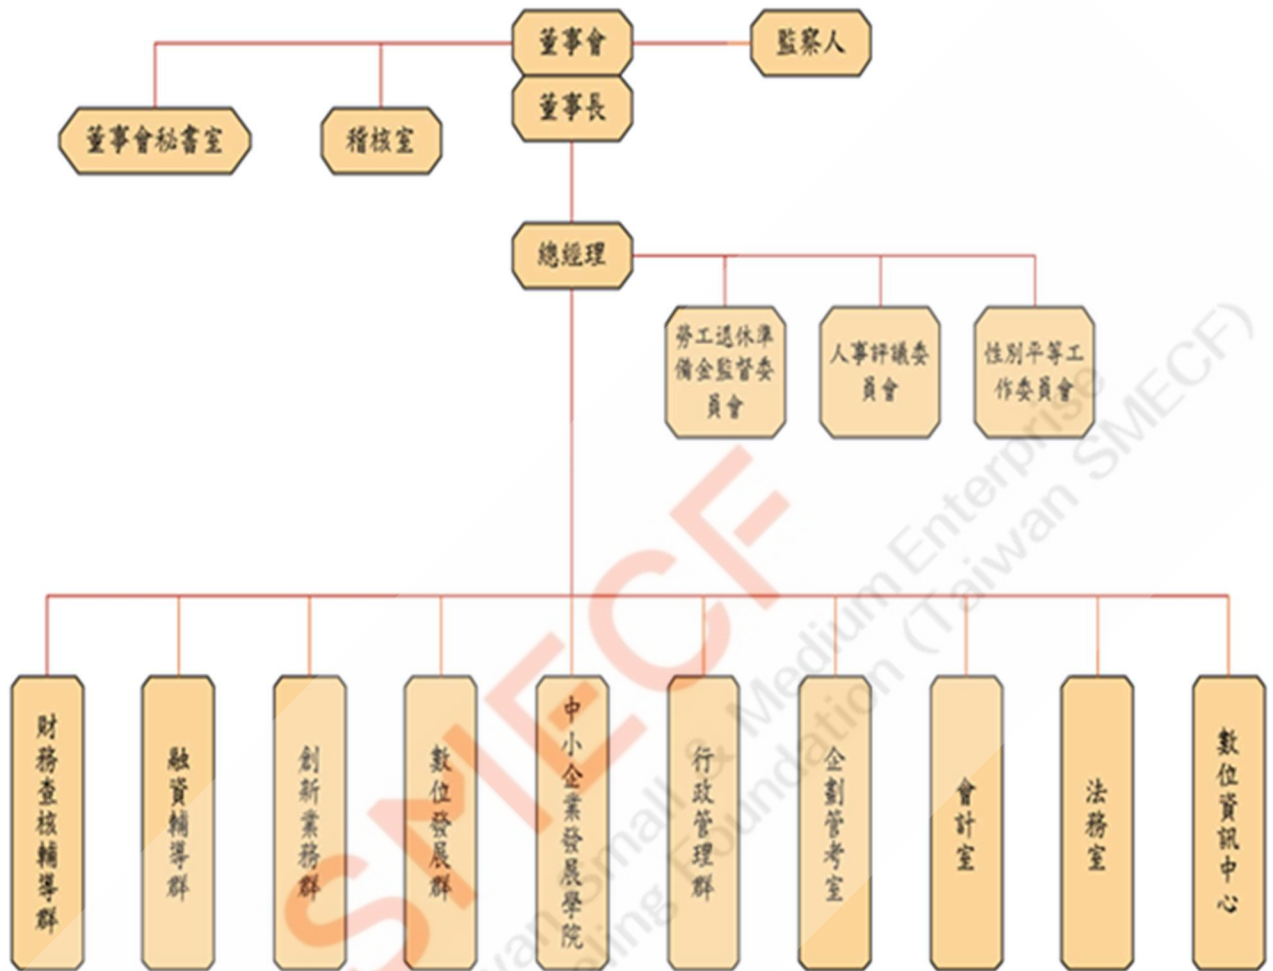 董事會
監察人
董事長
董事會秘書室
稽核室
總經理
勞工退休準
備金監督委
員會
人事評議委
員會
性別平等工
作委員會
財務查核輔導群
融資輔導群
創新業務群
數位發展群
中小企業發展學院
行政管理群
企劃管考室
會計室
法務室
數位資訊中心
SMECF
Small & Medium Enterprise
Foundation (Taiwan SMECF)